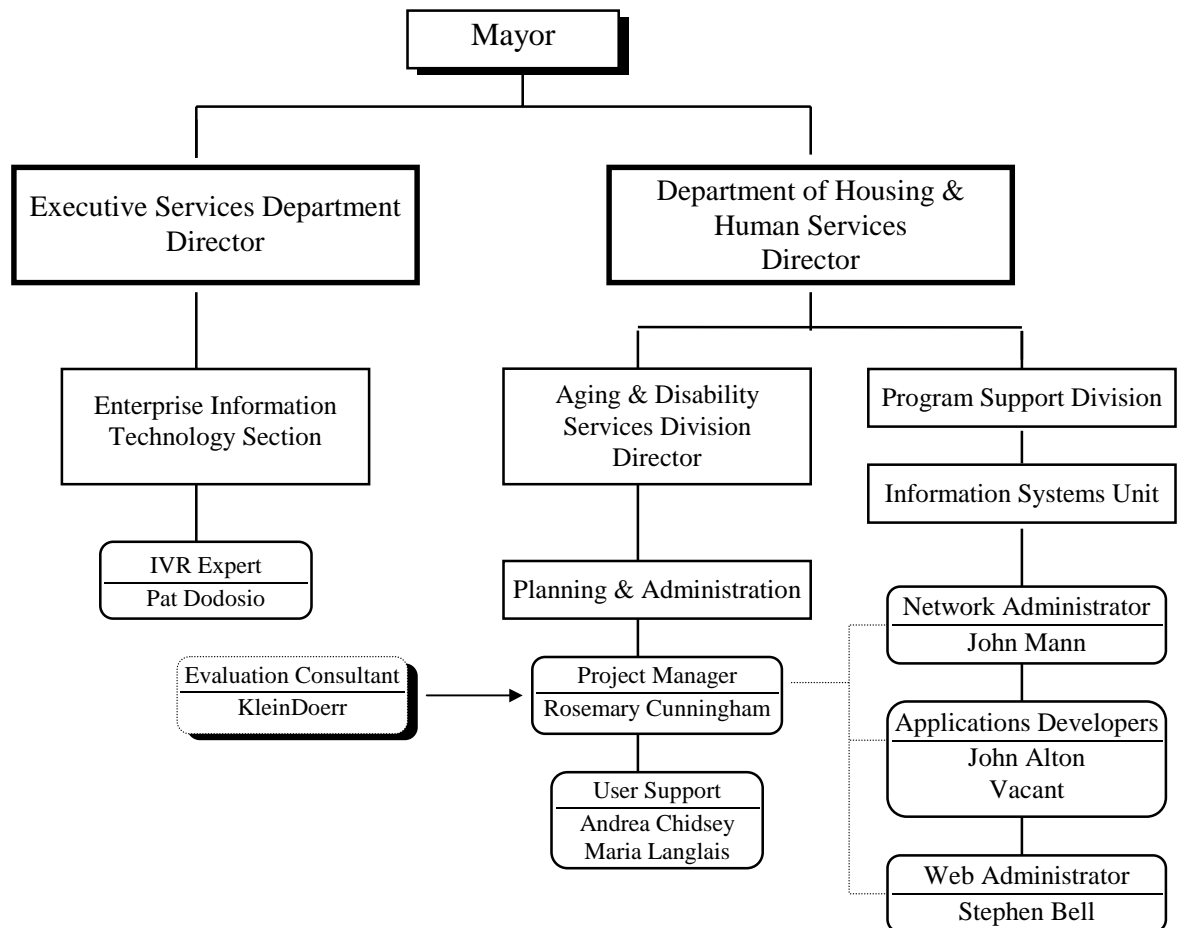 Mayor
Executive Services Department
Director
Department of Housing &
Human Services
Director
Enterprise Information
Technology Section
Aging & Disability
Services Division
Director
Program Support Division
Information Systems Unit
IVR Expert
Pat Dodosio
Planning & Administration
Network Administrator
John Mann
Evaluation Consultant
KleinDoerr
Project Manager
Rosemary Cunningham
Applications Developers
John Alton
Vacant
User Support
Andrea Chidsey
Maria Langlais
Web Administrator
Stephen Bell